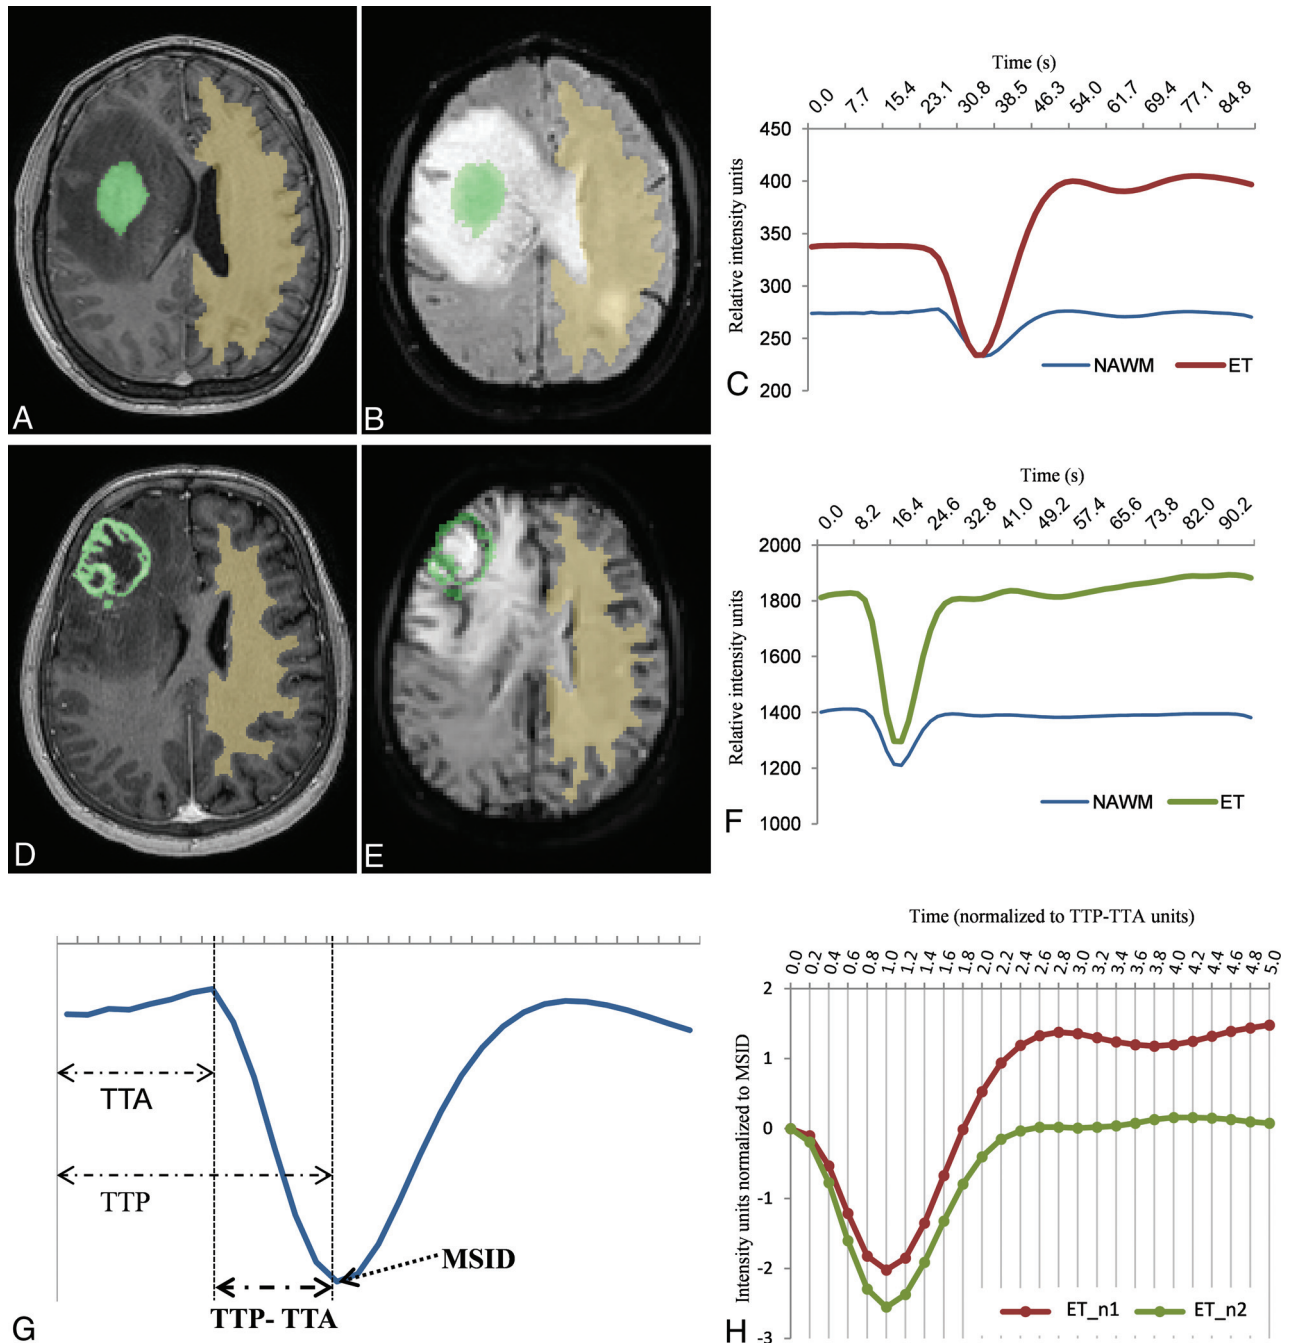 A
B
Time (s)
0.0 7.7 15.4 23.1 30.8 38.5 46.3 54.0 61.7 69.4 77.1 84.8
450
400
350
300
250
200
Relative intensity units
NAWM ET
C
D
E
Time (s)
0.0 8.2 16.4 24.6 32.8 41.0 49.2 57.4 65.6 73.8 82.0 90.2
2000
1800
1600
1400
1200
1000
Relative intensity units
NAWM ET
F
TTA
TTP
MSID
TTP- TTA
G
Time (normalized to TTP-TTA units)
0.0 0.2 0.4 0.6 0.8 1.0 1.2 1.4 1.6 1.8 2.0 2.2 2.4 2.6 2.8 3.0 3.2 3.4 3.6 3.8 4.0 4.2 4.4 4.6 4.8 5.0
2
1
0
-1
-2
-3
Intensity units normalized to MSID
ET_n1 ET_n2
H